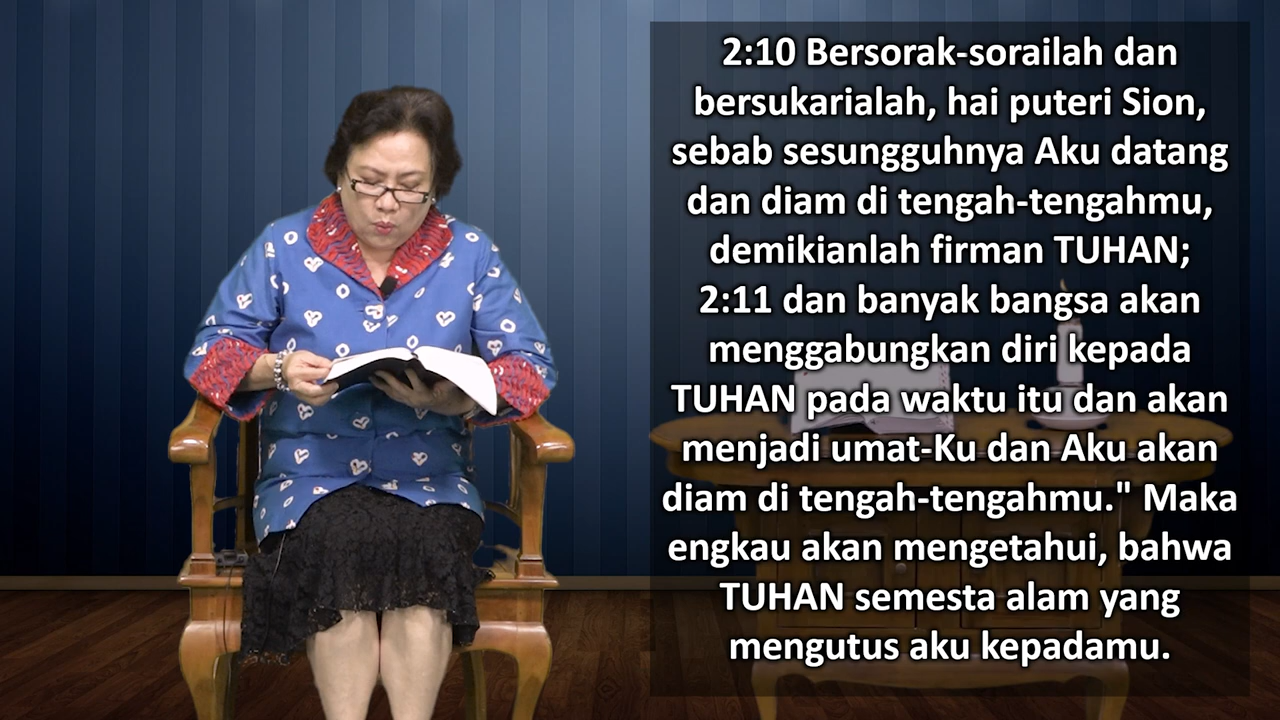 2:10 Bersorak-sorailah dan
bersukarialah, hai puteri Sion,
sebab sesungguhnya Aku datang
dan diam di tengah-tengahmu,
demikianlah firman TUHAN;
2:11 dan banyak bangsa akan
menggabungkan diri kepada
TUHAN pada waktu itu dan akan
menjadi umat-Ku dan Aku akan
diam di tengah-tengahmu." Maka
engkau akan mengetahui, bahwa
TUHAN semesta alam yang
mengutus aku kepadamu.